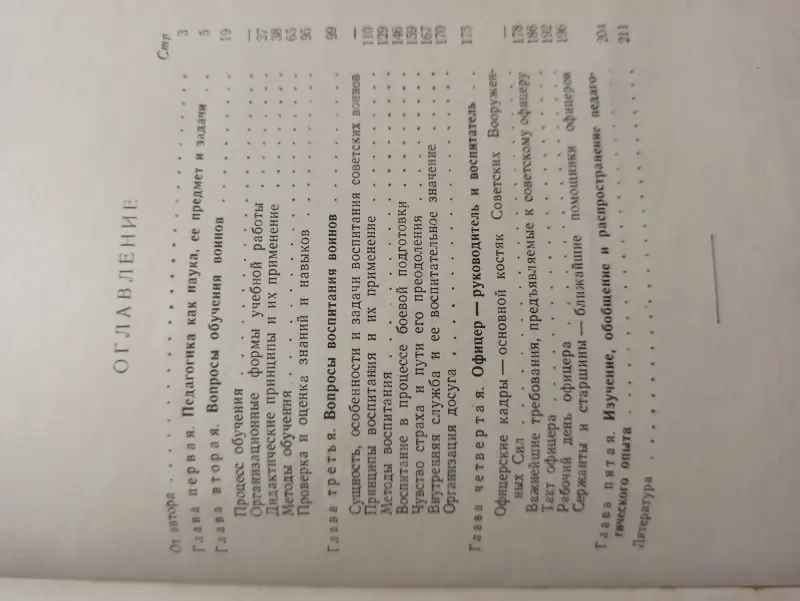 ОГЛАВЛЕНИЕ
Стр
От автора . . . . . . . . . . . . . . . . . . 3
Глава первая. Педагогика как наука, ее предмет и задачи . . 5
Глава вторая. Вопросы обучения воинов . . . . . . . . . 19
Процесс обучения . . . . . . . . . . . . . . —
Организационные формы учебной работы . . . . . . 27
Дидактические принципы и их применение . . . . . . 38
Методы обучения . . . . . . . . . . . . . . 65
Проверка и оценка знаний и навыков . . . . . . . 95
Глава третья. Вопросы воспитания воинов . . . . . . . . 99
Сущность, особенности и задачи воспитания советских воинов —
Принципы воспитания и их применение . . . . . . . 110
Методы воспитания . . . . . . . . . . . . . 129
Воспитание в процессе боевой подготовки . . . . . . 146
Чувство страха и пути его преодоления . . . . . . . 159
Внутренняя служба и ее воспитательное значение . . . . 167
Организация досуга . . . . . . . . . . . . . 170
Глава четвертая. Офицер — руководитель и воспитатель . . 173
Офицерские кадры — основной костяк Советских Вооружен-
ных Сил . . . . . . . . . . . . . . . . —
Важнейшие требования, предъявляемые к советскому офицеру 178
Такт офицера . . . . . . . . . . . . . . . 186
Рабочий день офицера . . . . . . . . . . . . 192
Сержанты и старшины — ближайшие помощники офицеров 196
Глава пятая. Изучение, обобщение и распространение педаго-
гического опыта . . . . . . . . . . . . . . . . 204
Литература . . . . . . . . . . . . . . . . . . 211